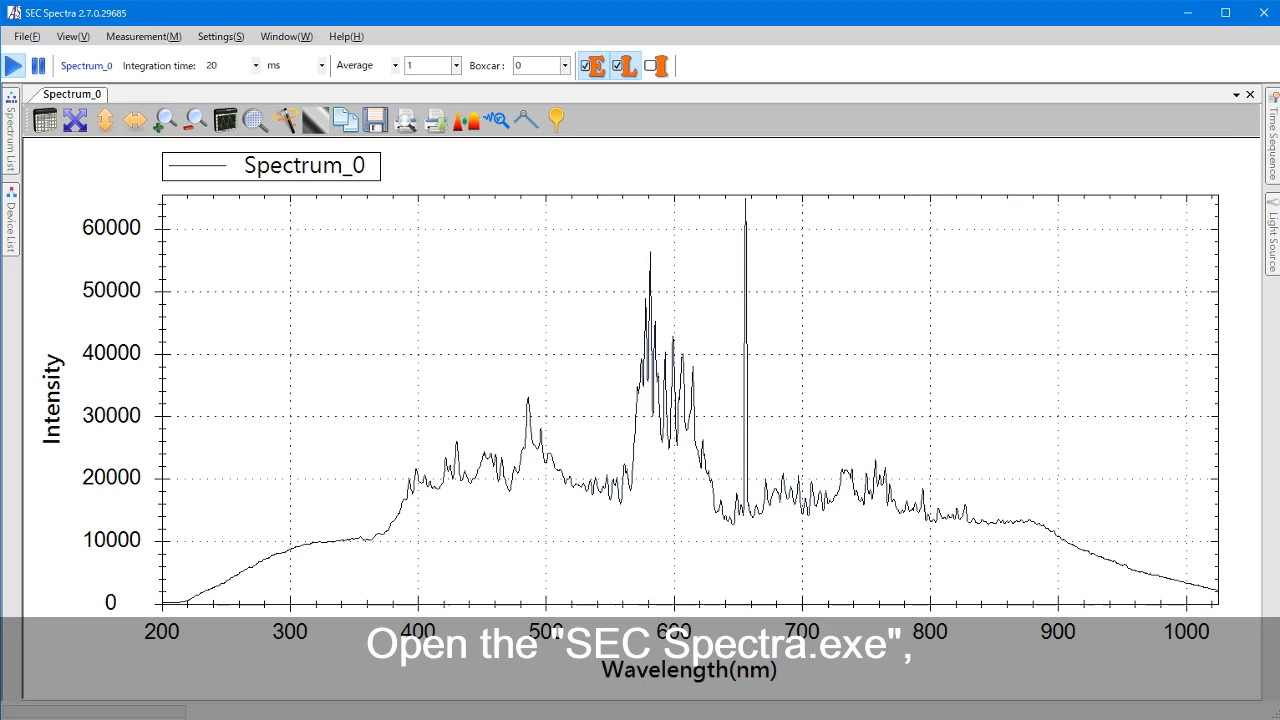 SEC Spectra 2.7.0.29685
File(F) View(V) Measurement(M) Settings(S) Window(W) Help(H)
Spectrum_0 Integration time: 20 ms Average 1 Boxcar: 0 E L I
Spectrum_0
Spectrum List
Device List
Time Sequence
Light Source
Spectrum_0
Intensity
60000
50000
40000
30000
20000
10000
0
200 300 400 500 600 700 800 900 1000
Wavelength(nm)
Open the "SEC Spectra.exe",